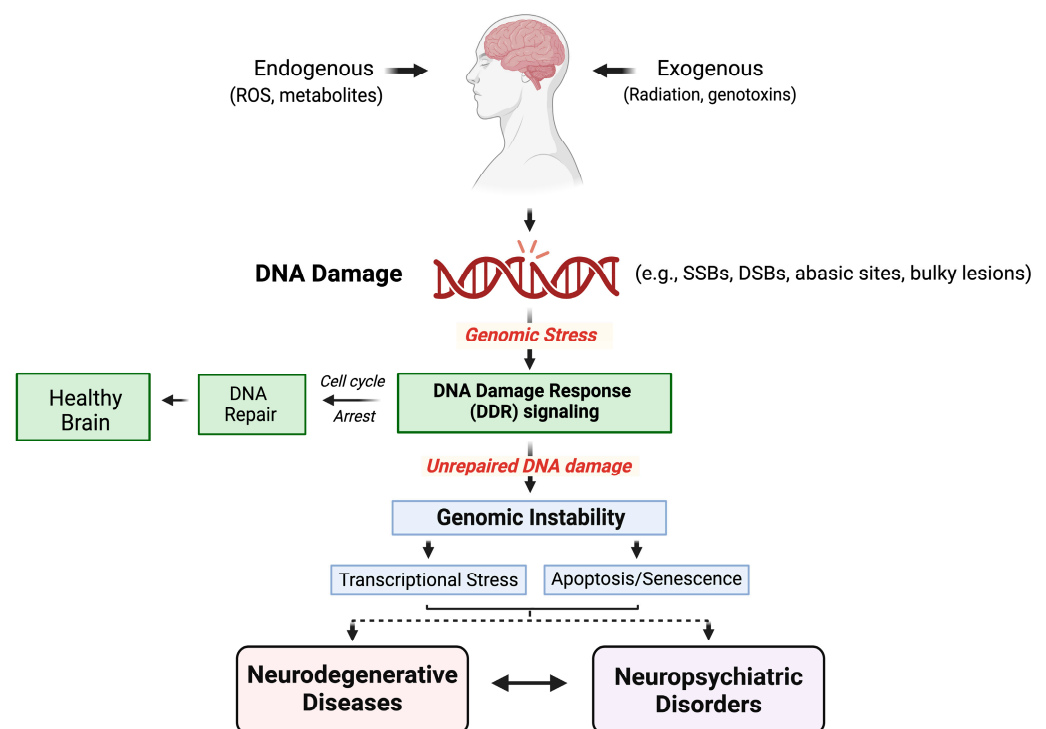 Endogenous
(ROS, metabolites)
Exogenous
(Radiation, genotoxins)
DNA Damage
(e.g., SSBs, DSBs, abasic sites, bulky lesions)
Genomic Stress
Healthy
Brain
DNA
Repair
Cell cycle
Arrest
DNA Damage Response
(DDR) signaling
Unrepaired DNA damage
Genomic Instability
Transcriptional Stress
Apoptosis/Senescence
Neurodegenerative
Diseases
Neuropsychiatric
Disorders